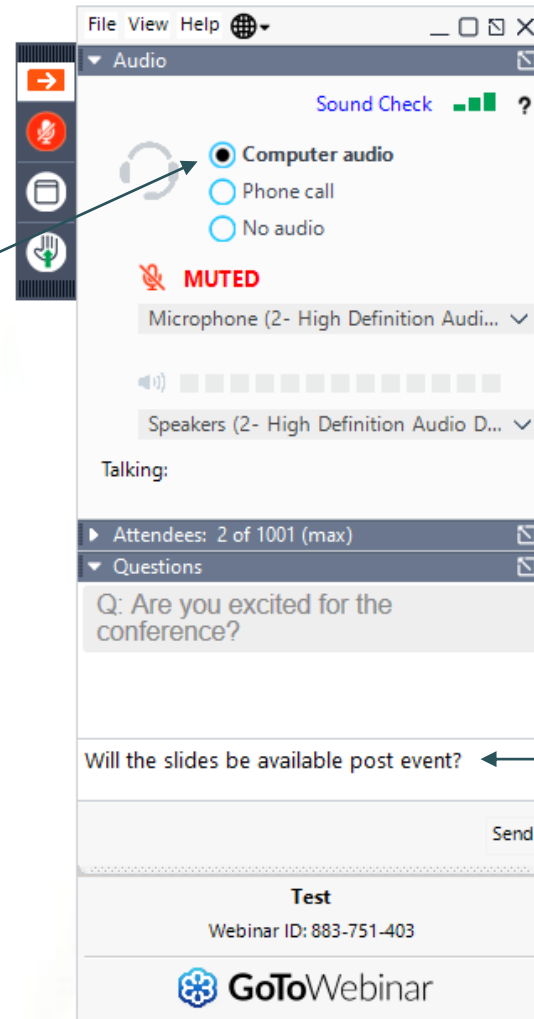 File View Help
Audio
Sound Check ?
Computer audio
Phone call
No audio
MUTED
Microphone (2- High Definition Audi...
Speakers (2- High Definition Audio D...
Talking:
Attendees: 2 of 1001 (max)
Questions
Q: Are you excited for the
conference?
Will the slides be available post event?
Send
Test
Webinar ID: 883-751-403
GoToWebinar